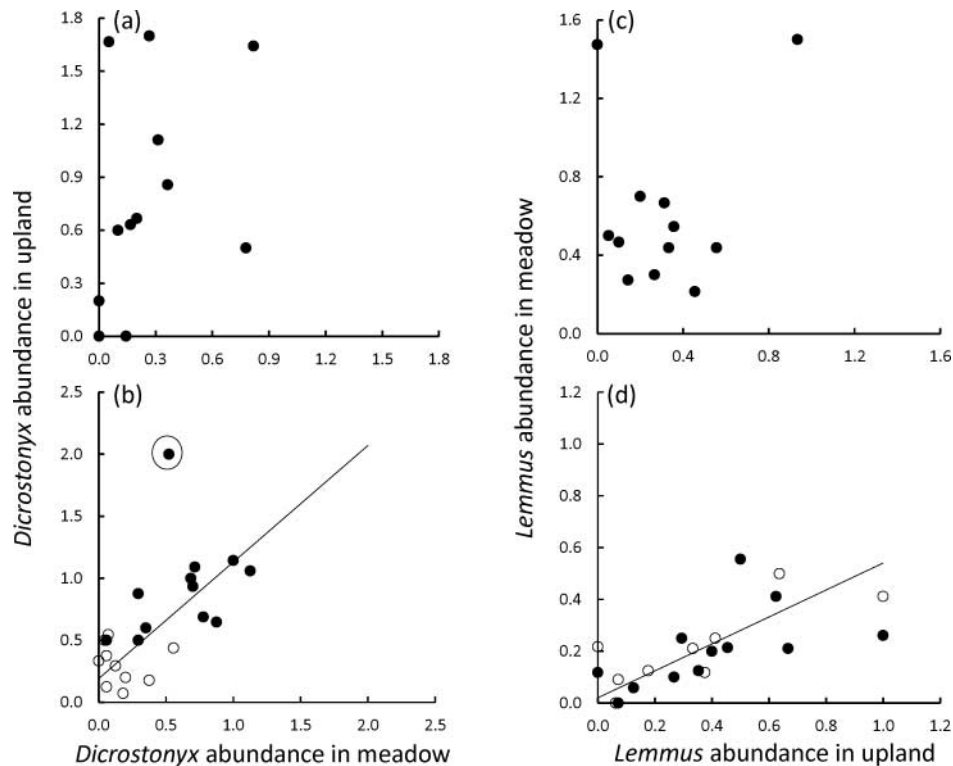 (a)
1.8
1.5
1.2
0.9
0.6
0.3
0.0
0.0 0.3 0.6 0.9 1.2 1.5 1.8
Dicrostonyx abundance in upland
(b)
2.5
2.0
1.5
1.0
0.5
0.0
0.0 0.5 1.0 1.5 2.0 2.5
Dicrostonyx abundance in meadow
(c)
1.6
1.2
0.8
0.4
0.0
0.0 0.4 0.8 1.2 1.6
Lemmus abundance in meadow
(d)
1.2
1.0
0.8
0.6
0.4
0.2
0.0
0.0 0.2 0.4 0.6 0.8 1.0 1.2
Lemmus abundance in upland